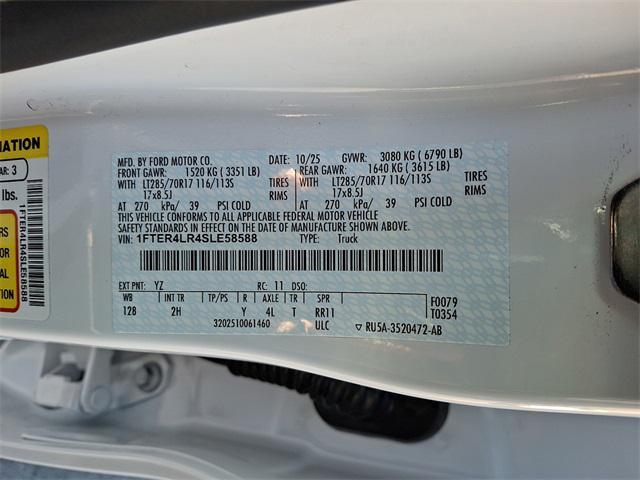 MATION
AR: 3
lbs.
1FTER4LR4SLE58588
MFD. BY FORD MOTOR CO. DATE: 10/25 GVWR: 3080 KG ( 6790 LB)
FRONT GAWR: 1520 KG ( 3351 LB) REAR GAWR: 1640 KG ( 3615 LB)
WITH LT285/70R17 116/113S TIRES WITH LT285/70R17 116/113S TIRES
17x8.5J RIMS 17x8.5J RIMS
AT 270 kPa/ 39 PSI COLD AT 270 kPa/ 39 PSI COLD
THIS VEHICLE CONFORMS TO ALL APPLICABLE FEDERAL MOTOR VEHICLE
SAFETY STANDARDS IN EFFECT ON THE DATE OF MANUFACTURE SHOWN ABOVE.
VIN: 1FTER4LR4SLE58588 TYPE: Truck
EXT PNT: YZ RC: 11 DSO:
WB INT TR TP/PS R AXLE TR SPR F0079
128 2H Y 4L T RR11 T0354
3202510061460 ULC RU5A-3520472-AB